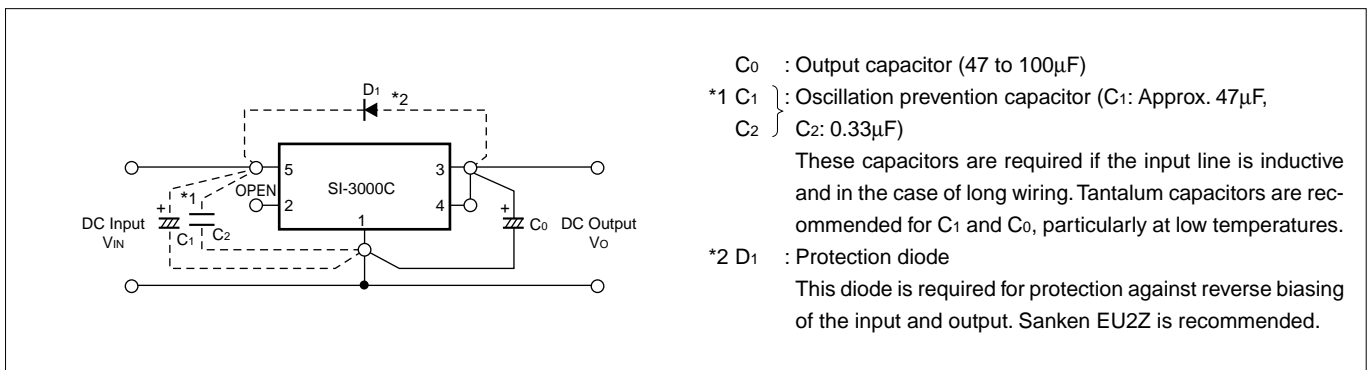 D1
*2
5
3
SI-3000C
OPEN
2
4
1
*1
+
+
DC Input
VIN
C1
C2
C0
DC Output
VO
C0 : Output capacitor (47 to 100µF)
*1 C1 : Oscillation prevention capacitor (C1: Approx. 47µF,
C2 C2: 0.33µF)
These capacitors are required if the input line is inductive
and in the case of long wiring. Tantalum capacitors are rec-
ommended for C1 and C0, particularly at low temperatures.
*2 D1 : Protection diode
This diode is required for protection against reverse biasing
of the input and output. Sanken EU2Z is recommended.